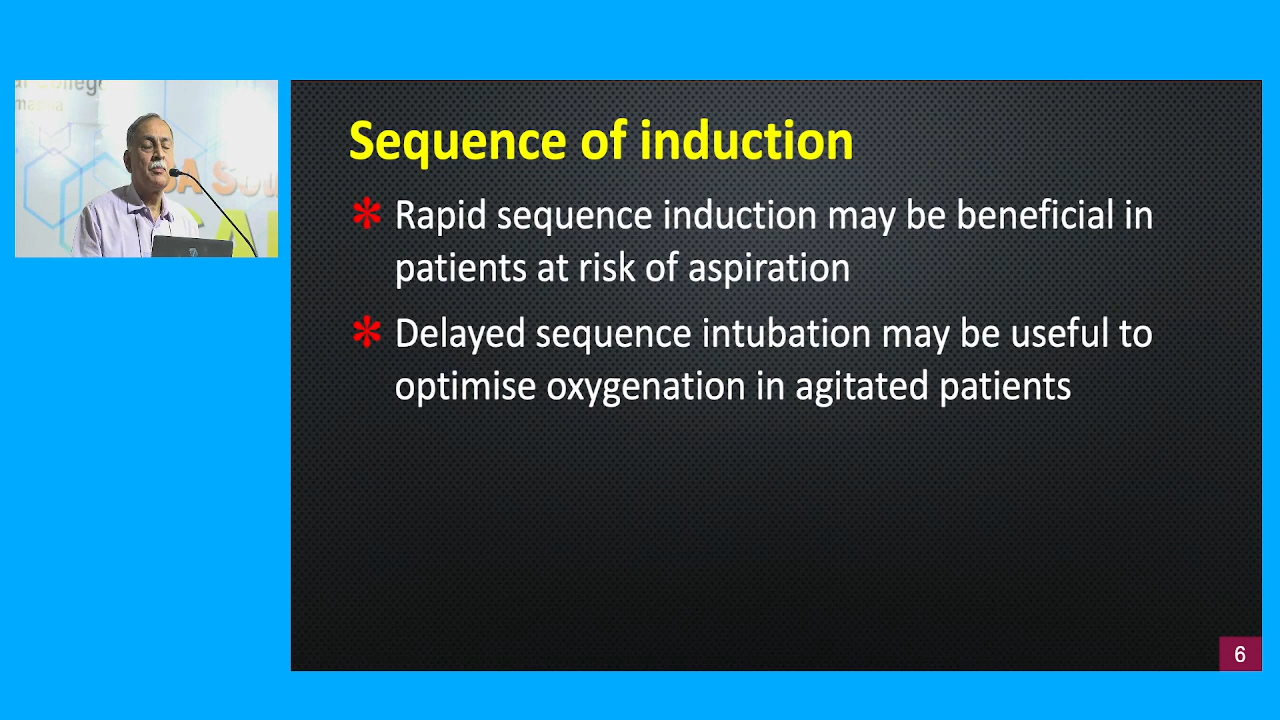 Sequence of induction
Rapid sequence induction may be beneficial in
patients at risk of aspiration
Delayed sequence intubation may be useful to
optimise oxygenation in agitated patients
6